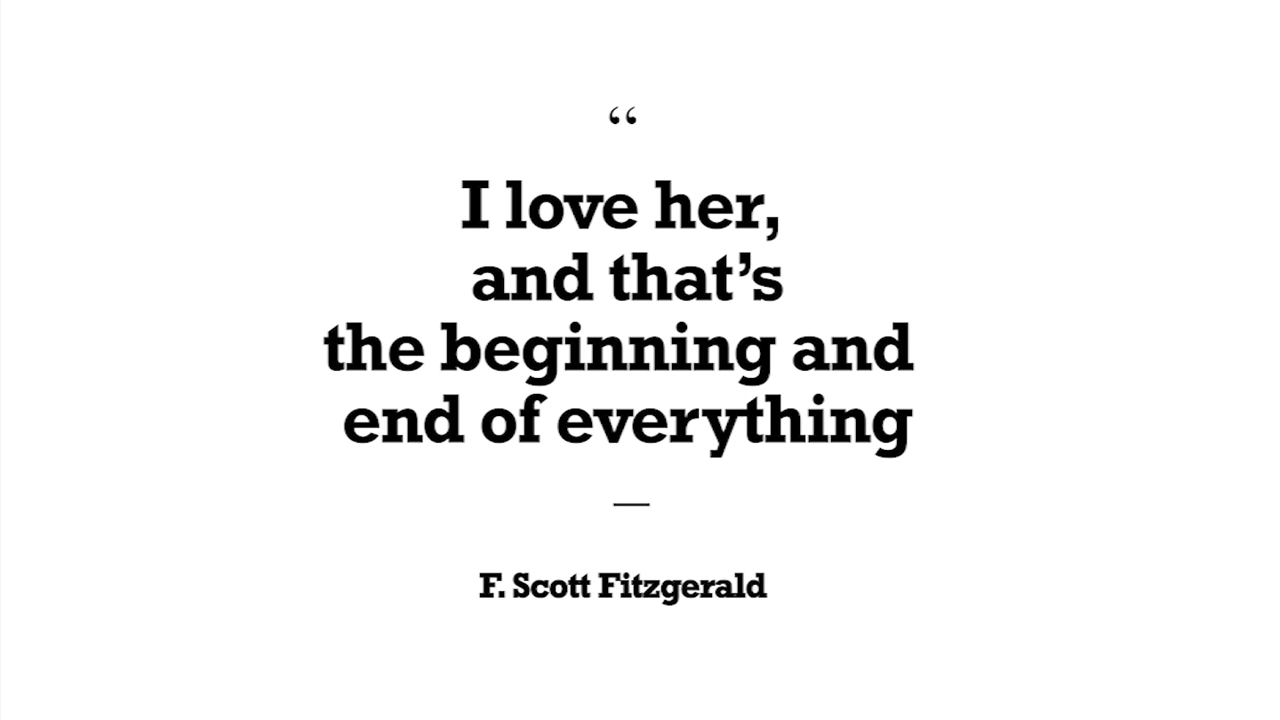 “
I love her,
and that’s
the beginning and
end of everything
—
F. Scott Fitzgerald